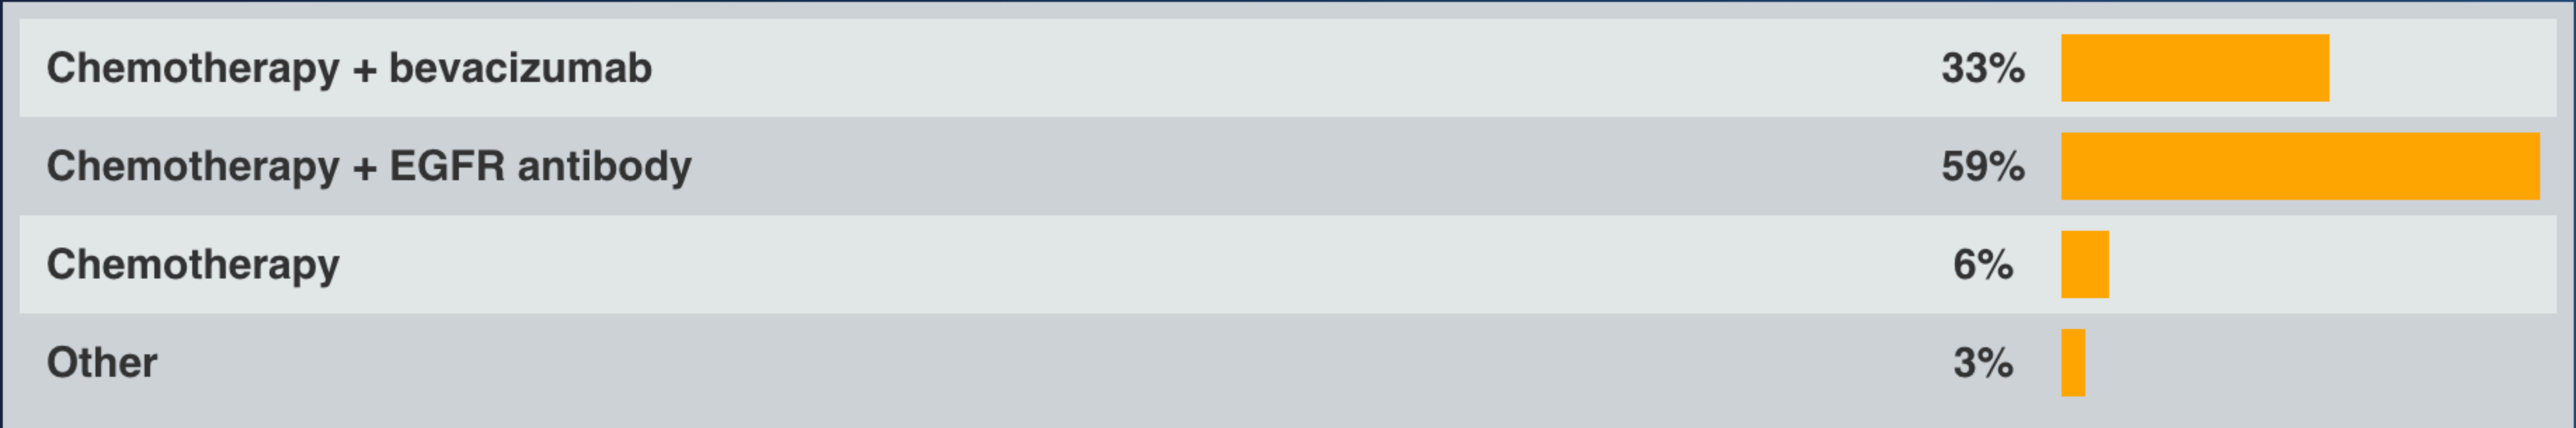 Chemotherapy + bevacizumab 33%
Chemotherapy + EGFR antibody 59%
Chemotherapy 6%
Other 3%